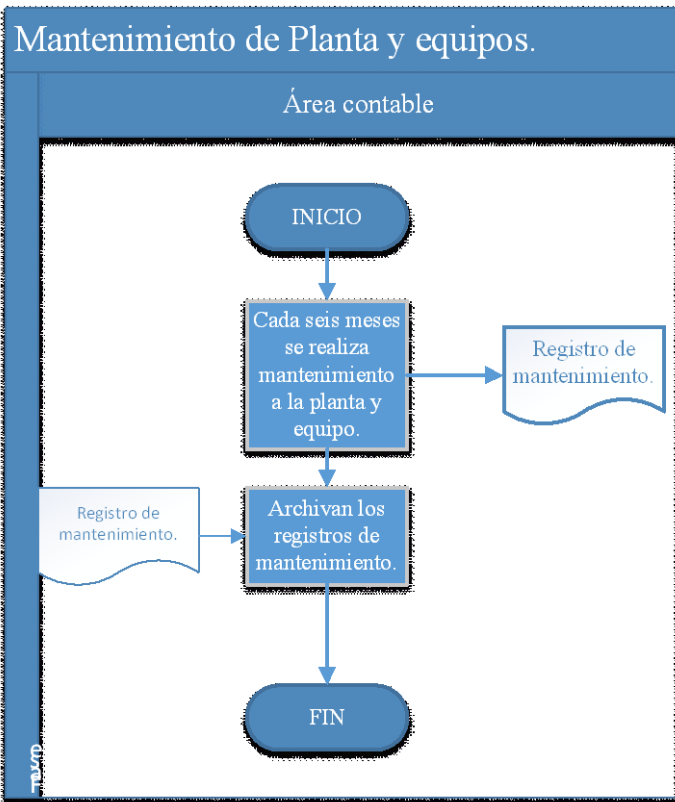 Mantenimiento de Planta y equipos.
Área contable
INICIO
Cada seis meses
se realiza
mantenimiento
a la planta y
equipo.
Registro de
mantenimiento.
Registro de
mantenimiento.
Archivan los
registros de
mantenimiento.
FIN